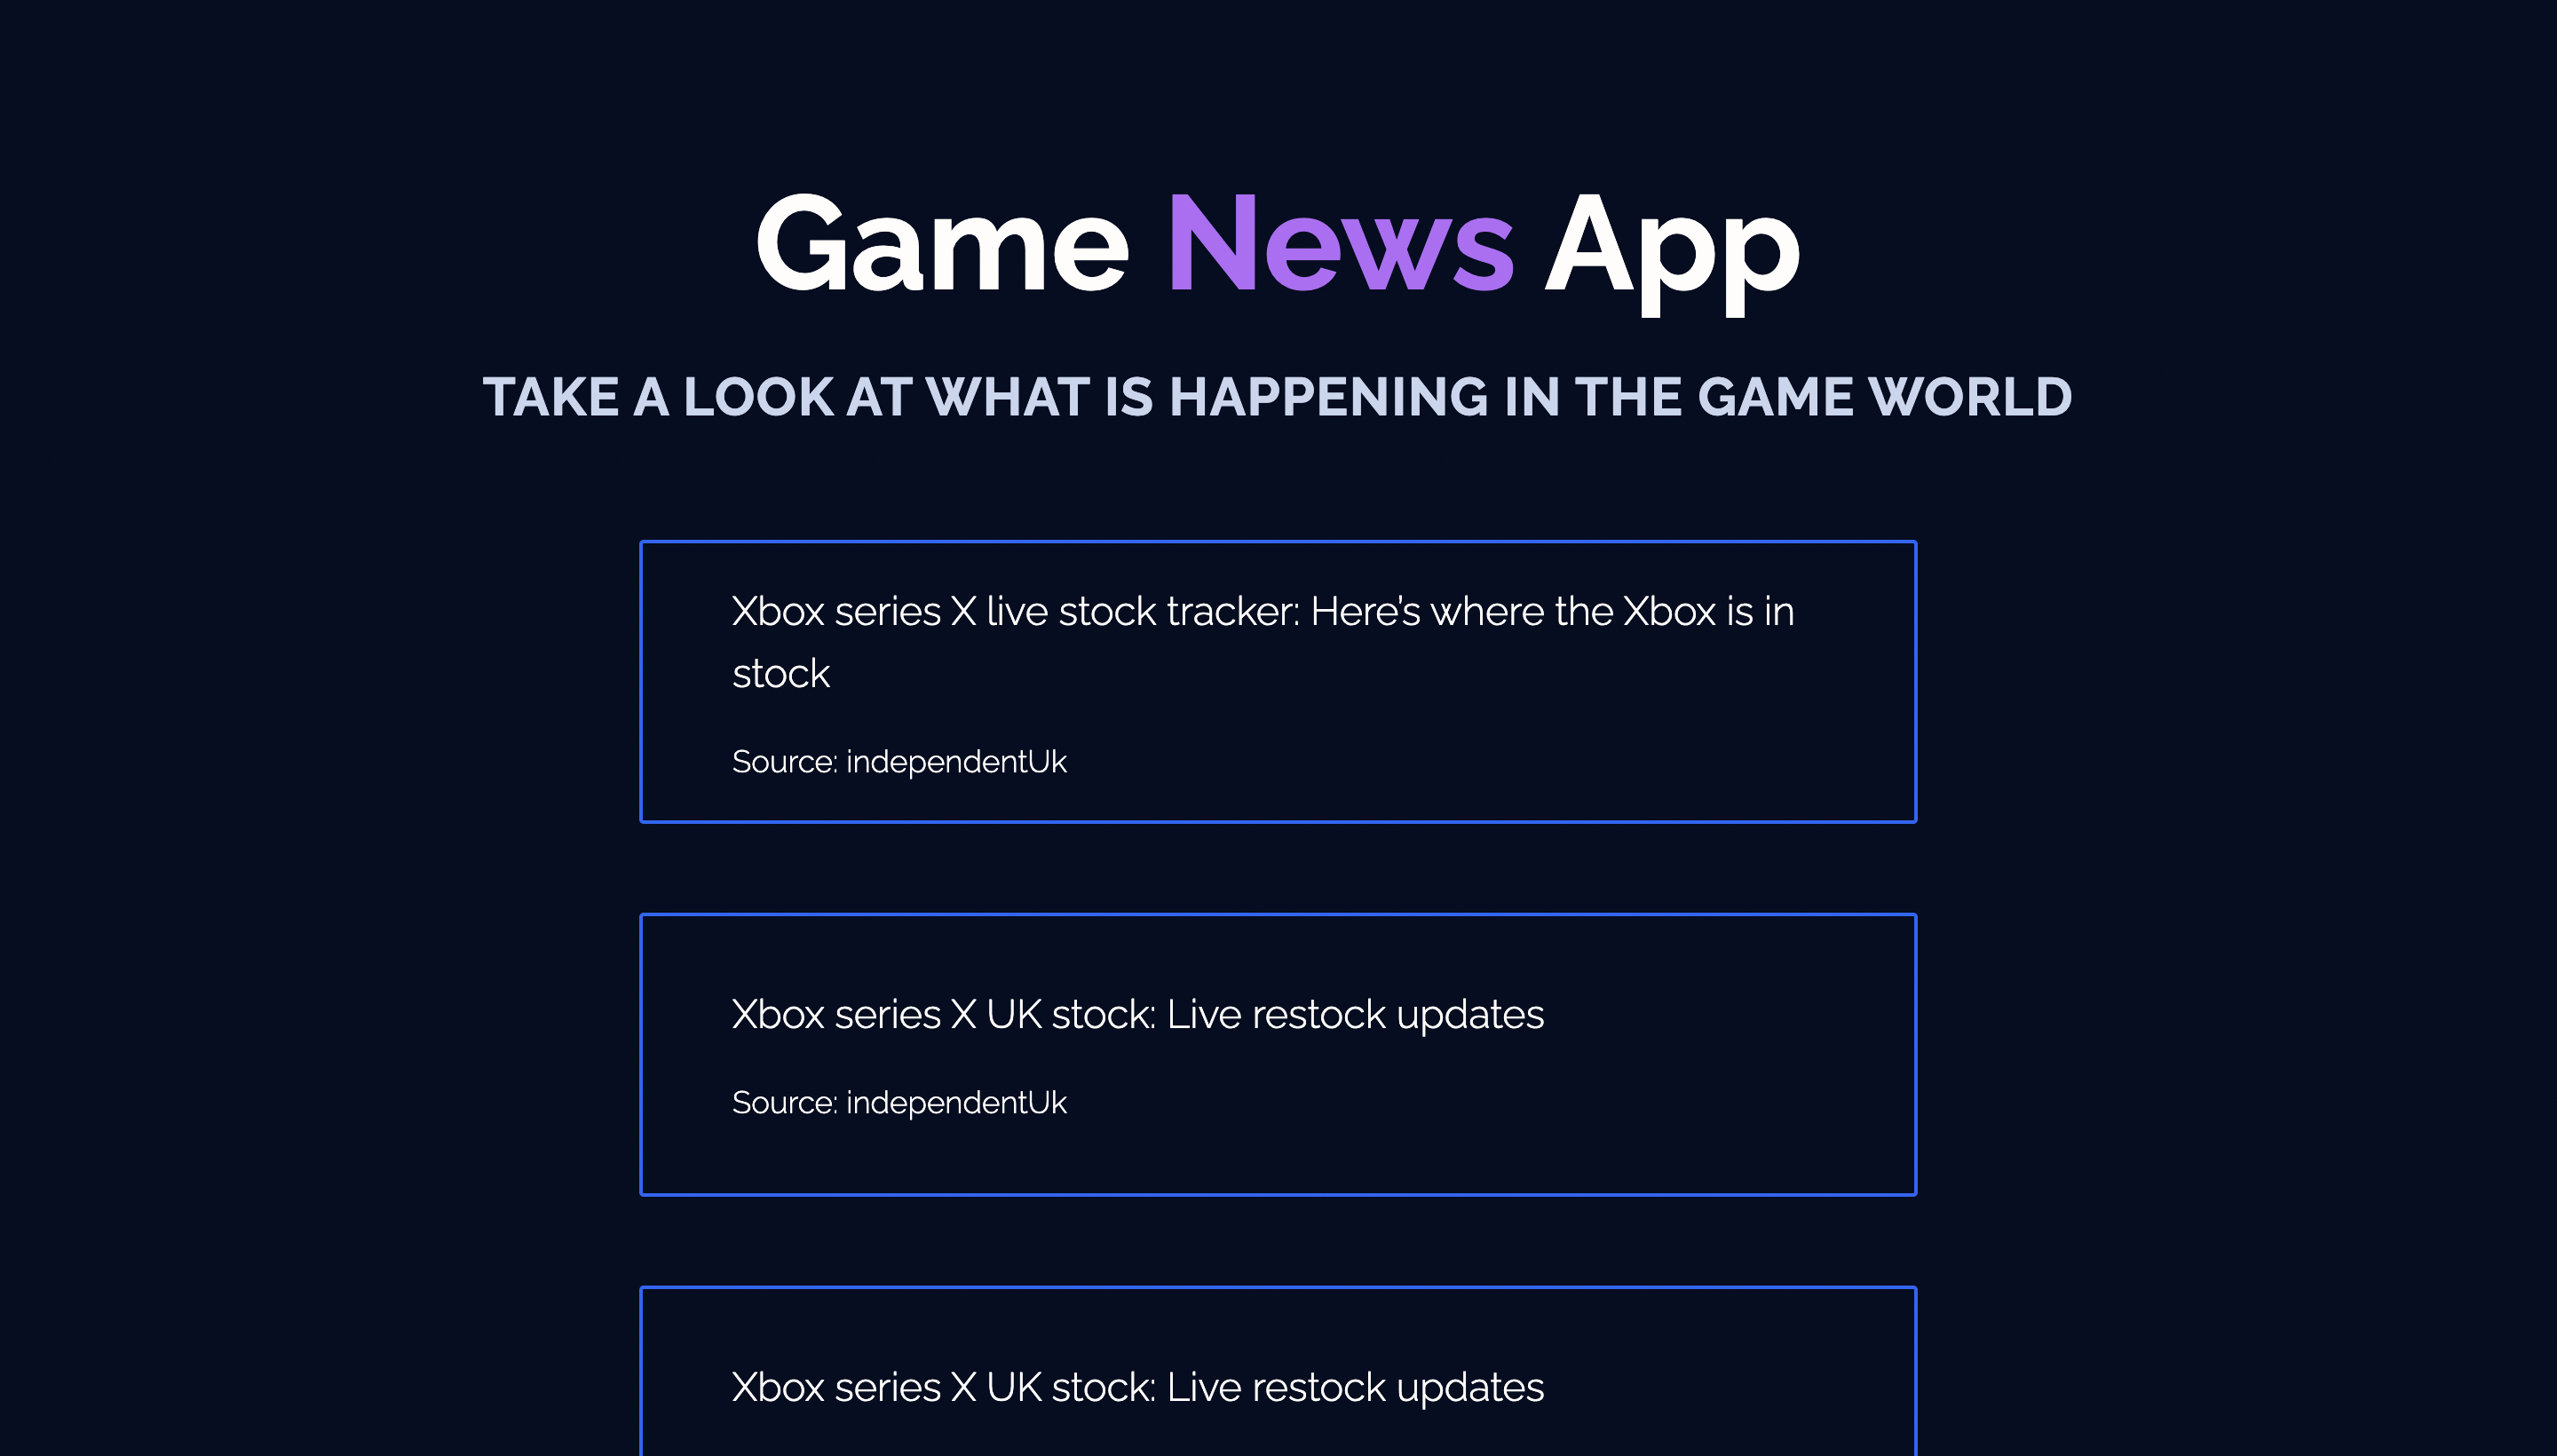 Game News App
TAKE A LOOK AT WHAT IS HAPPENING IN THE GAME WORLD
Xbox series X live stock tracker: Here's where the Xbox is in
stock
Source: independentUk
Xbox series X UK stock: Live restock updates
Source: independentUk
Xbox series X UK stock: Live restock updates